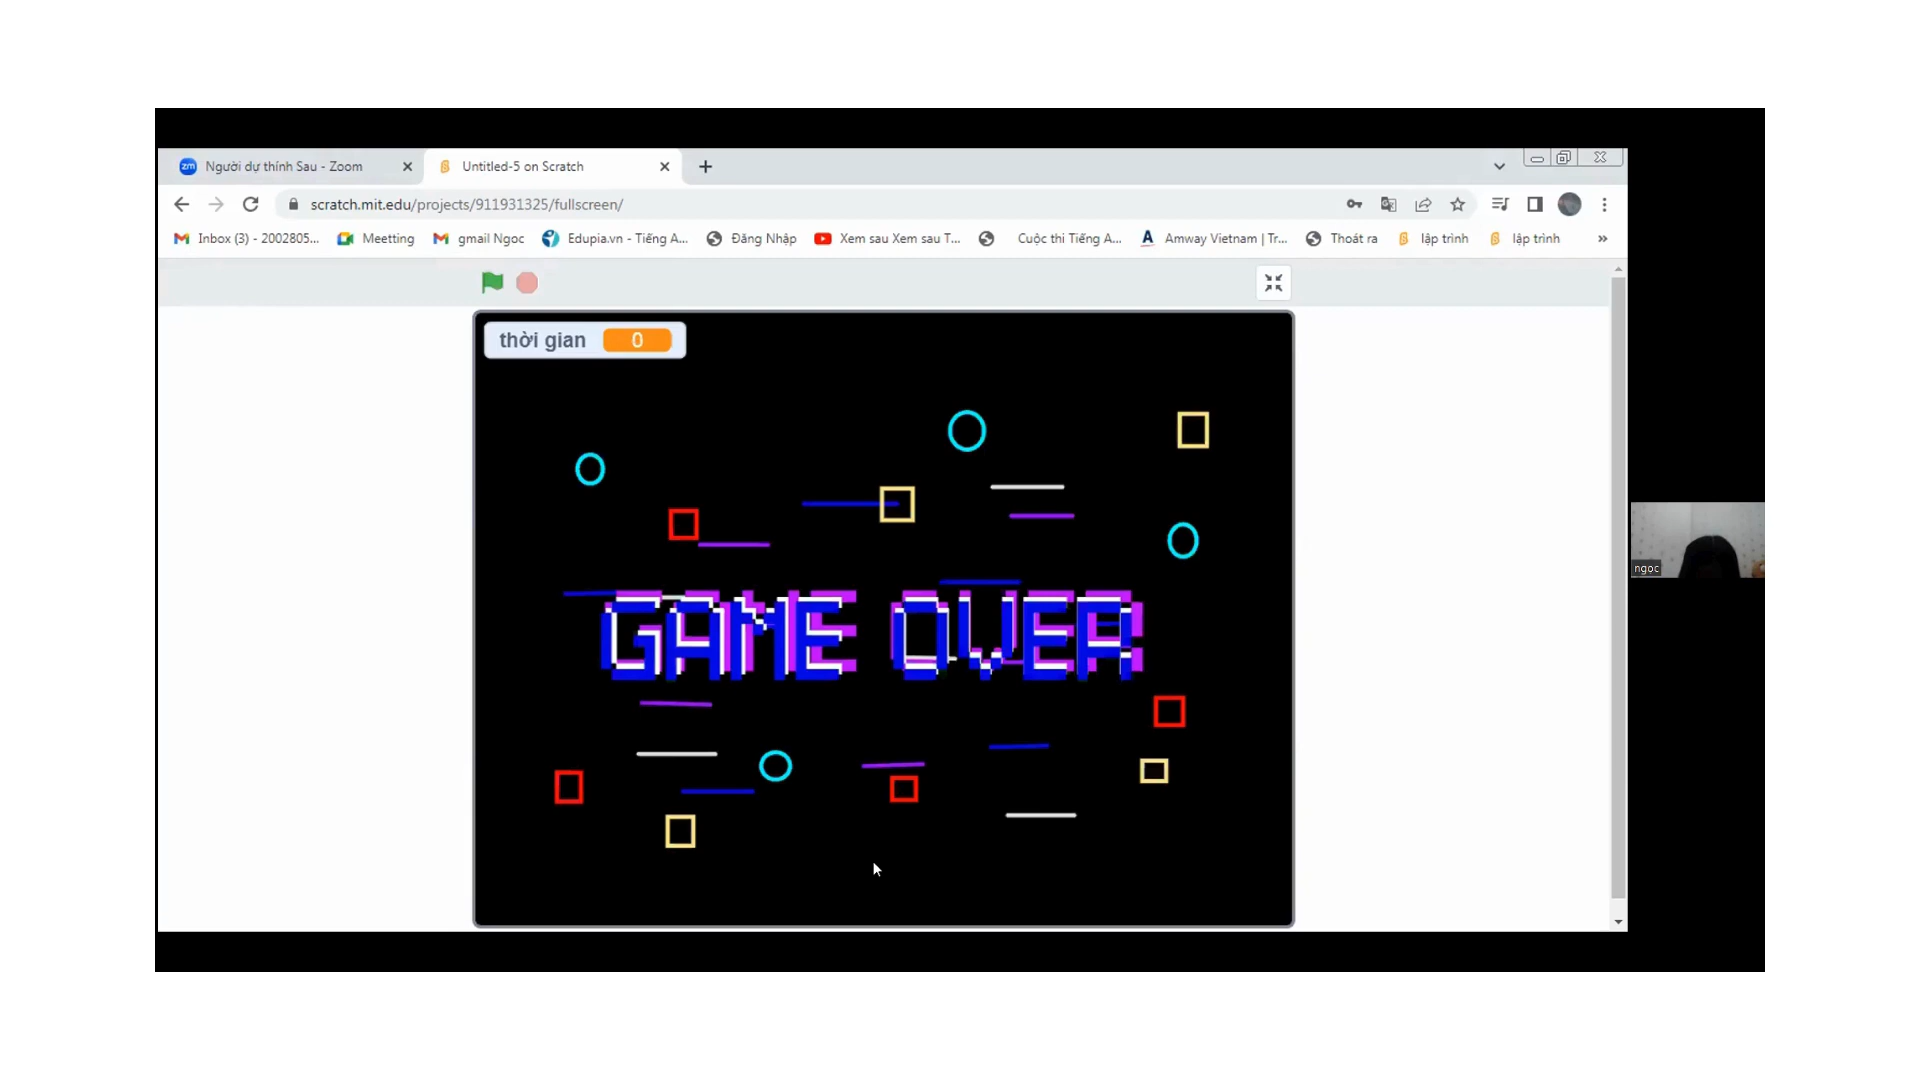 zm Người dự thính Sau - Zoom
Untitled-5 on Scratch
scratch.mit.edu/projects/911931325/fullscreen/
Inbox (3) - 2002805... Meetting gmail Ngoc Edupia.vn - Tiếng A... Đăng Nhập Xem sau Xem sau T... Cuộc thi Tiếng A... A Amway Vietnam | Tr... Thoát ra lập trình lập trình »
thời gian 0
GAME OVER
ngoc